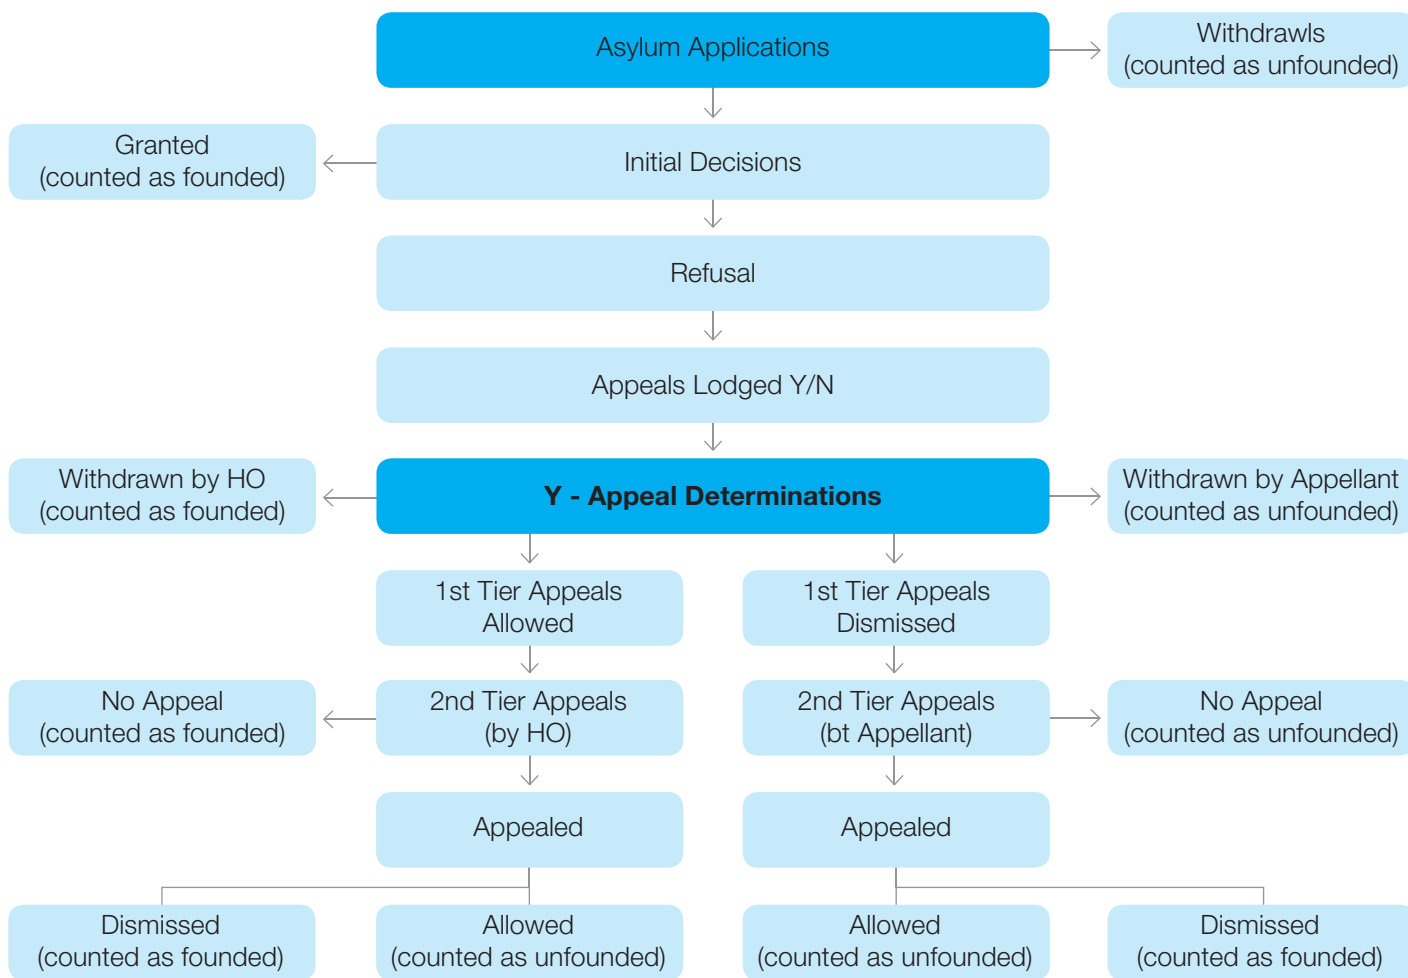 Asylum Applications
Withdrawls
(counted as unfounded)
Granted
(counted as founded)
Initial Decisions
Refusal
Appeals Lodged Y/N
Withdrawn by HO
(counted as founded)
Y - Appeal Determinations
Withdrawn by Appellant
(counted as unfounded)
1st Tier Appeals
Allowed
1st Tier Appeals
Dismissed
No Appeal
(counted as founded)
2nd Tier Appeals
(by HO)
2nd Tier Appeals
(bt Appellant)
No Appeal
(counted as unfounded)
Appealed
Appealed
Dismissed
(counted as founded)
Allowed
(counted as unfounded)
Allowed
(counted as unfounded)
Dismissed
(counted as founded)